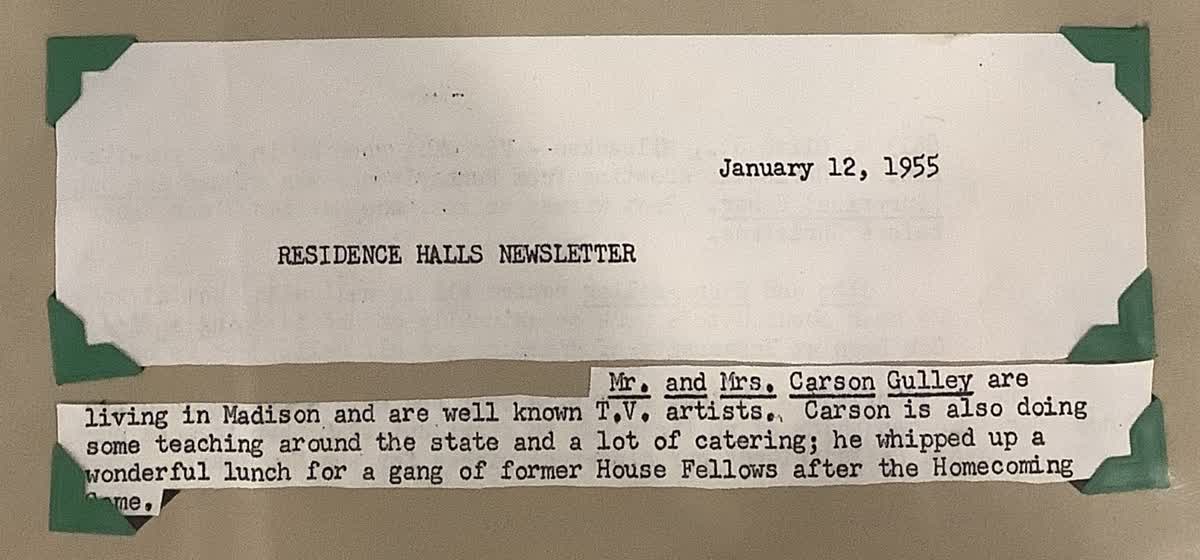 January 12, 1955
RESIDENCE HALLS NEWSLETTER
Mr. and Mrs. Carson Gulley are
living in Madison and are well known T.V. artists. Carson is also doing
some teaching around the state and a lot of catering; he whipped up a
wonderful lunch for a gang of former House Fellows after the Homecoming
Game.